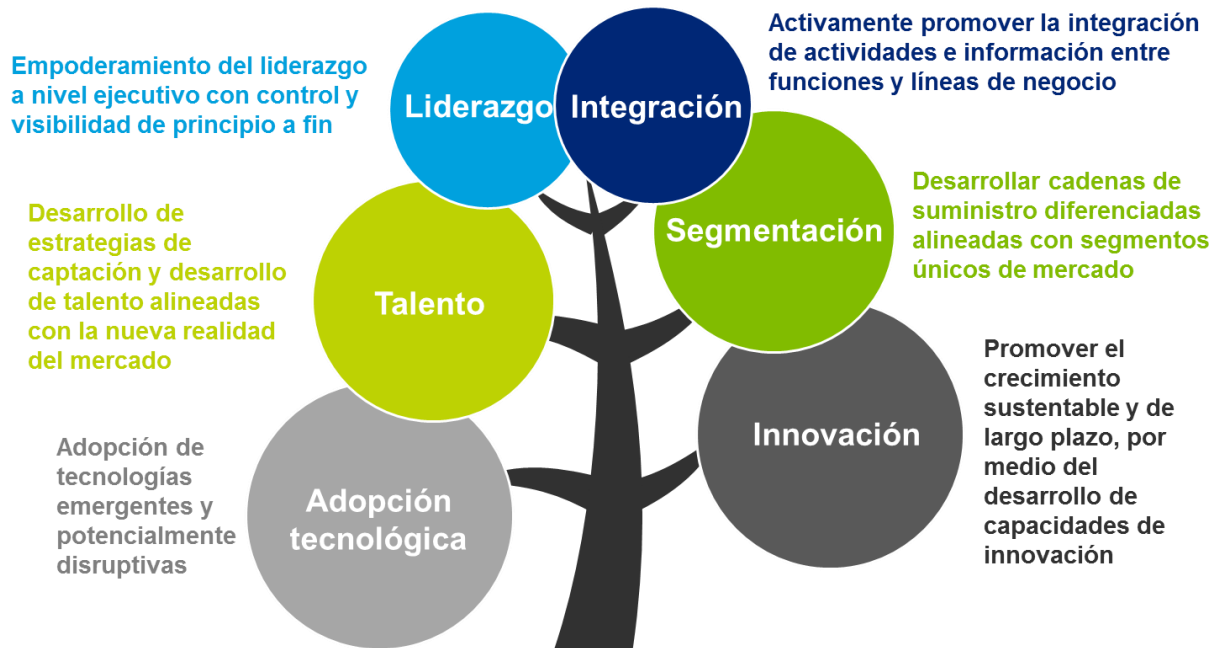 Empoderamiento del liderazgo
a nivel ejecutivo con control y
visibilidad de principio a fin
Liderazgo
Integración
Activamente promover la integración
de actividades e información entre
funciones y líneas de negocio
Desarrollo de
estrategias de
captación y desarrollo
de talento alineadas
con la nueva realidad
del mercado
Talento
Segmentación
Desarrollar cadenas de
suministro diferenciadas
alineadas con segmentos
únicos de mercado
Adopción de
tecnologías
emergentes y
potencialmente
disruptivas
Adopción
tecnológica
Innovación
Promover el
crecimiento
sustentable y de
largo plazo, por
medio del
desarrollo de
capacidades de
innovación